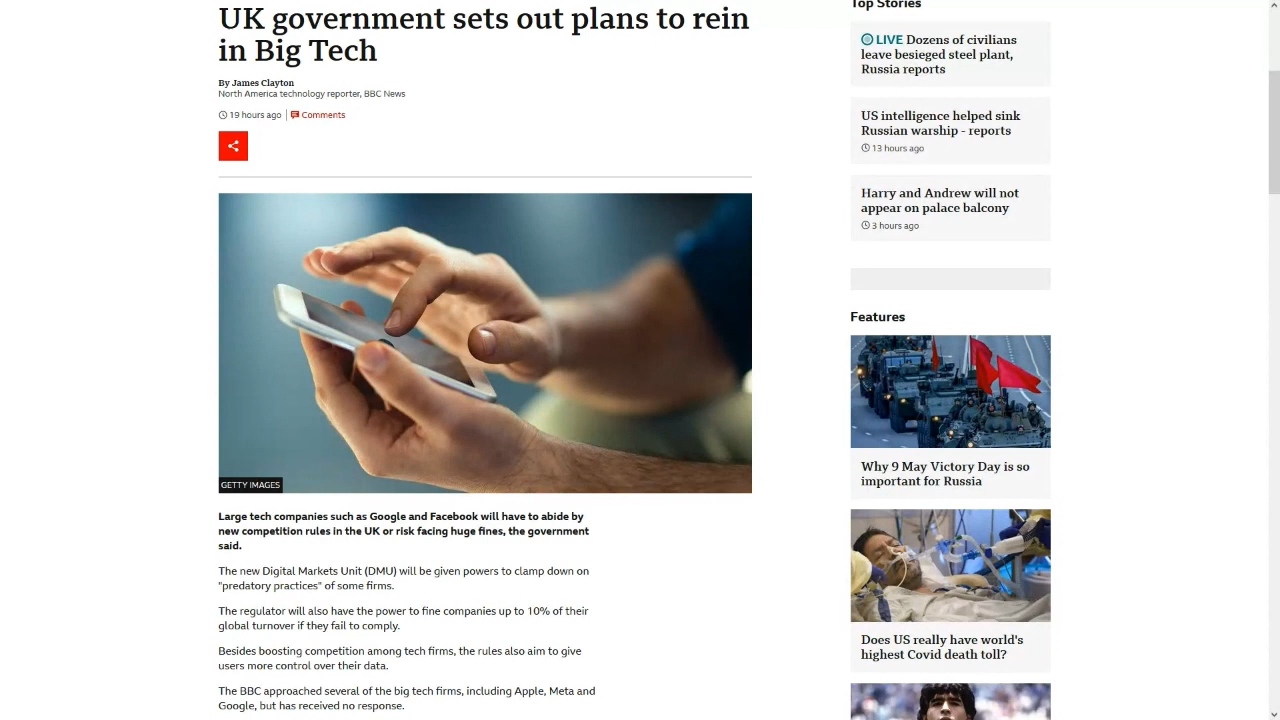 UK government sets out plans to rein
in Big Tech
By James Clayton
North America technology reporter, BBC News
19 hours ago
Comments
GETTY IMAGES
Large tech companies such as Google and Facebook will have to abide by
new competition rules in the UK or risk facing huge fines, the government
said.
The new Digital Markets Unit (DMU) will be given powers to clamp down on
"predatory practices" of some firms.
The regulator will also have the power to fine companies up to 10% of their
global turnover if they fail to comply.
Besides boosting competition among tech firms, the rules also aim to give
users more control over their data.
The BBC approached several of the big tech firms, including Apple, Meta and
Google, but has received no response.
Top Stories
LIVE Dozens of civilians
leave besieged steel plant,
Russia reports
US intelligence helped sink
Russian warship - reports
13 hours ago
Harry and Andrew will not
appear on palace balcony
3 hours ago
Features
Why 9 May Victory Day is so
important for Russia
Does US really have world's
highest Covid death toll?